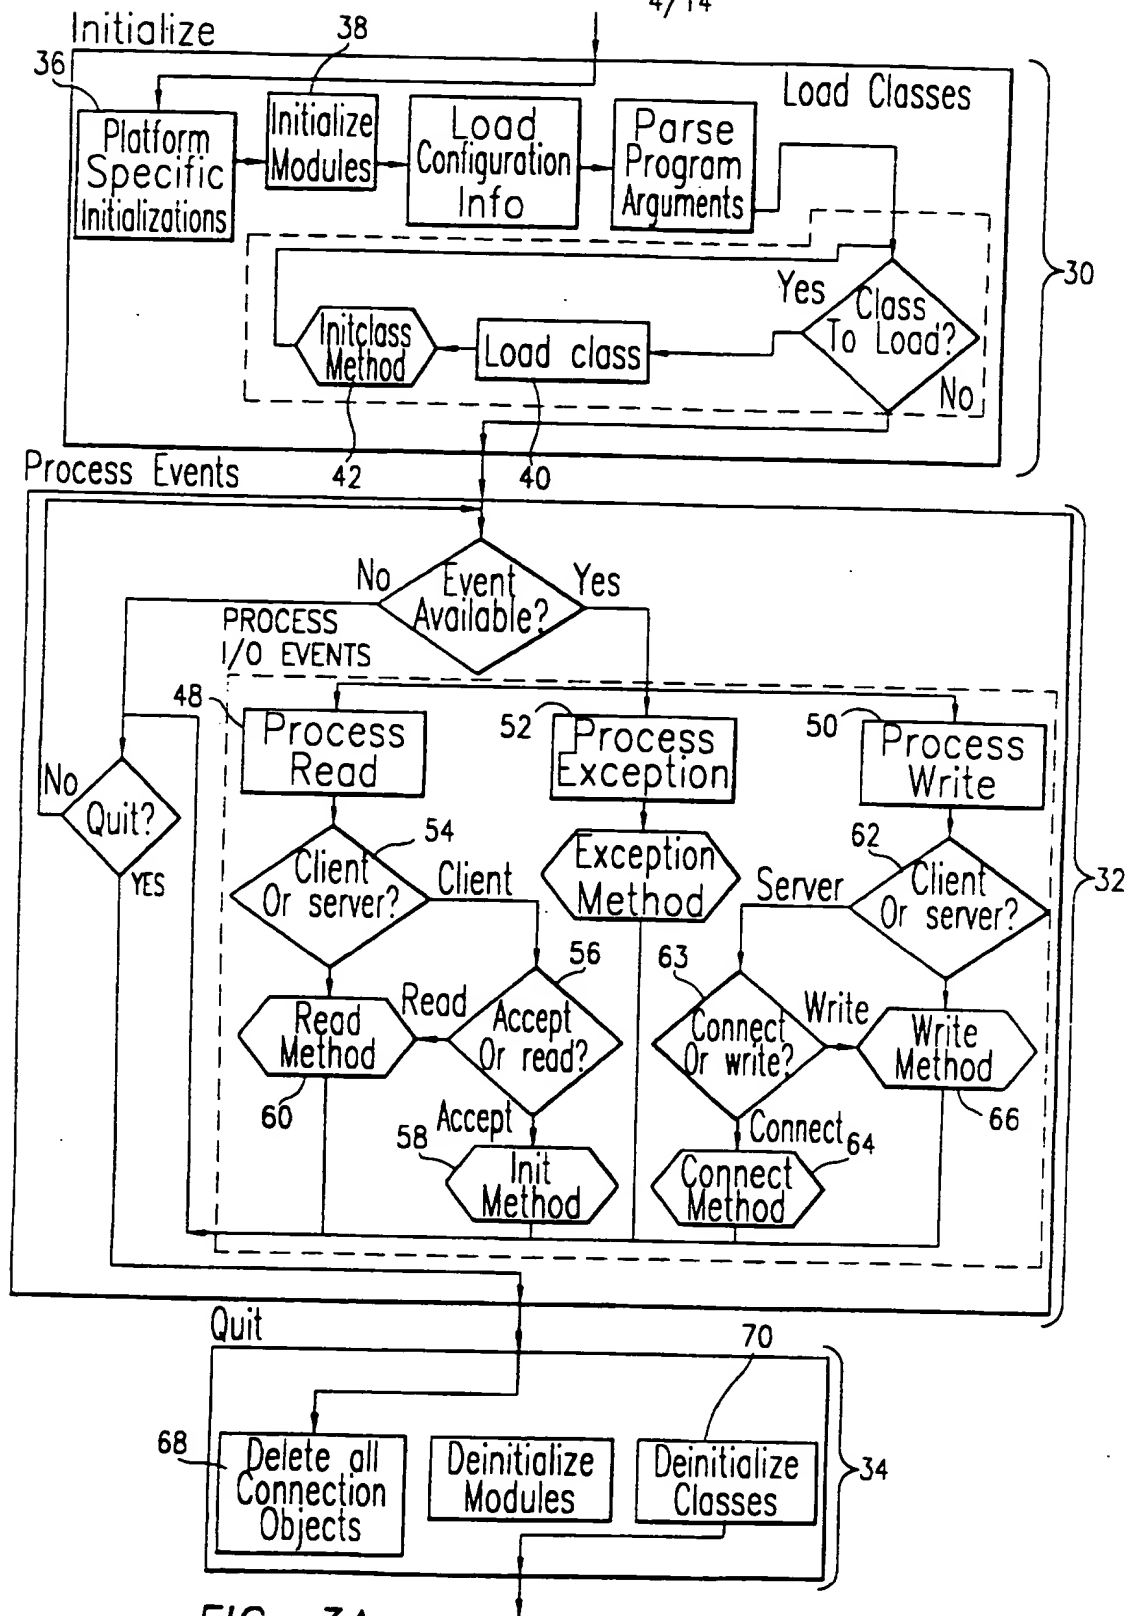 4/14
Initialize
38
36
Load Classes
Platform
Specific
Initializations
Initialize
Modules
Load
Configuration
Info
Parse
Program
Arguments
30
Yes
Class
To Load?
No
Initclass
Method
Load class
42
40
Process Events
No
Event
Available?
Yes
PROCESS
I/O EVENTS
48
Process
Read
52
Process
Exception
50
Process
Write
No
Quit?
YES
54
Client
Or server?
Client
Exception
Method
62
Server
Client
Or server?
32
56
63
Read
Method
Read
Accept
Or read?
Connect
Or write?
Write
Write
Method
60
Accept
58
Init
Method
Connect
64
Connect
Method
66
Quit
70
68
Delete all
Connection
Objects
Deinitialize
Modules
Deinitialize
Classes
34
FIG. 3A